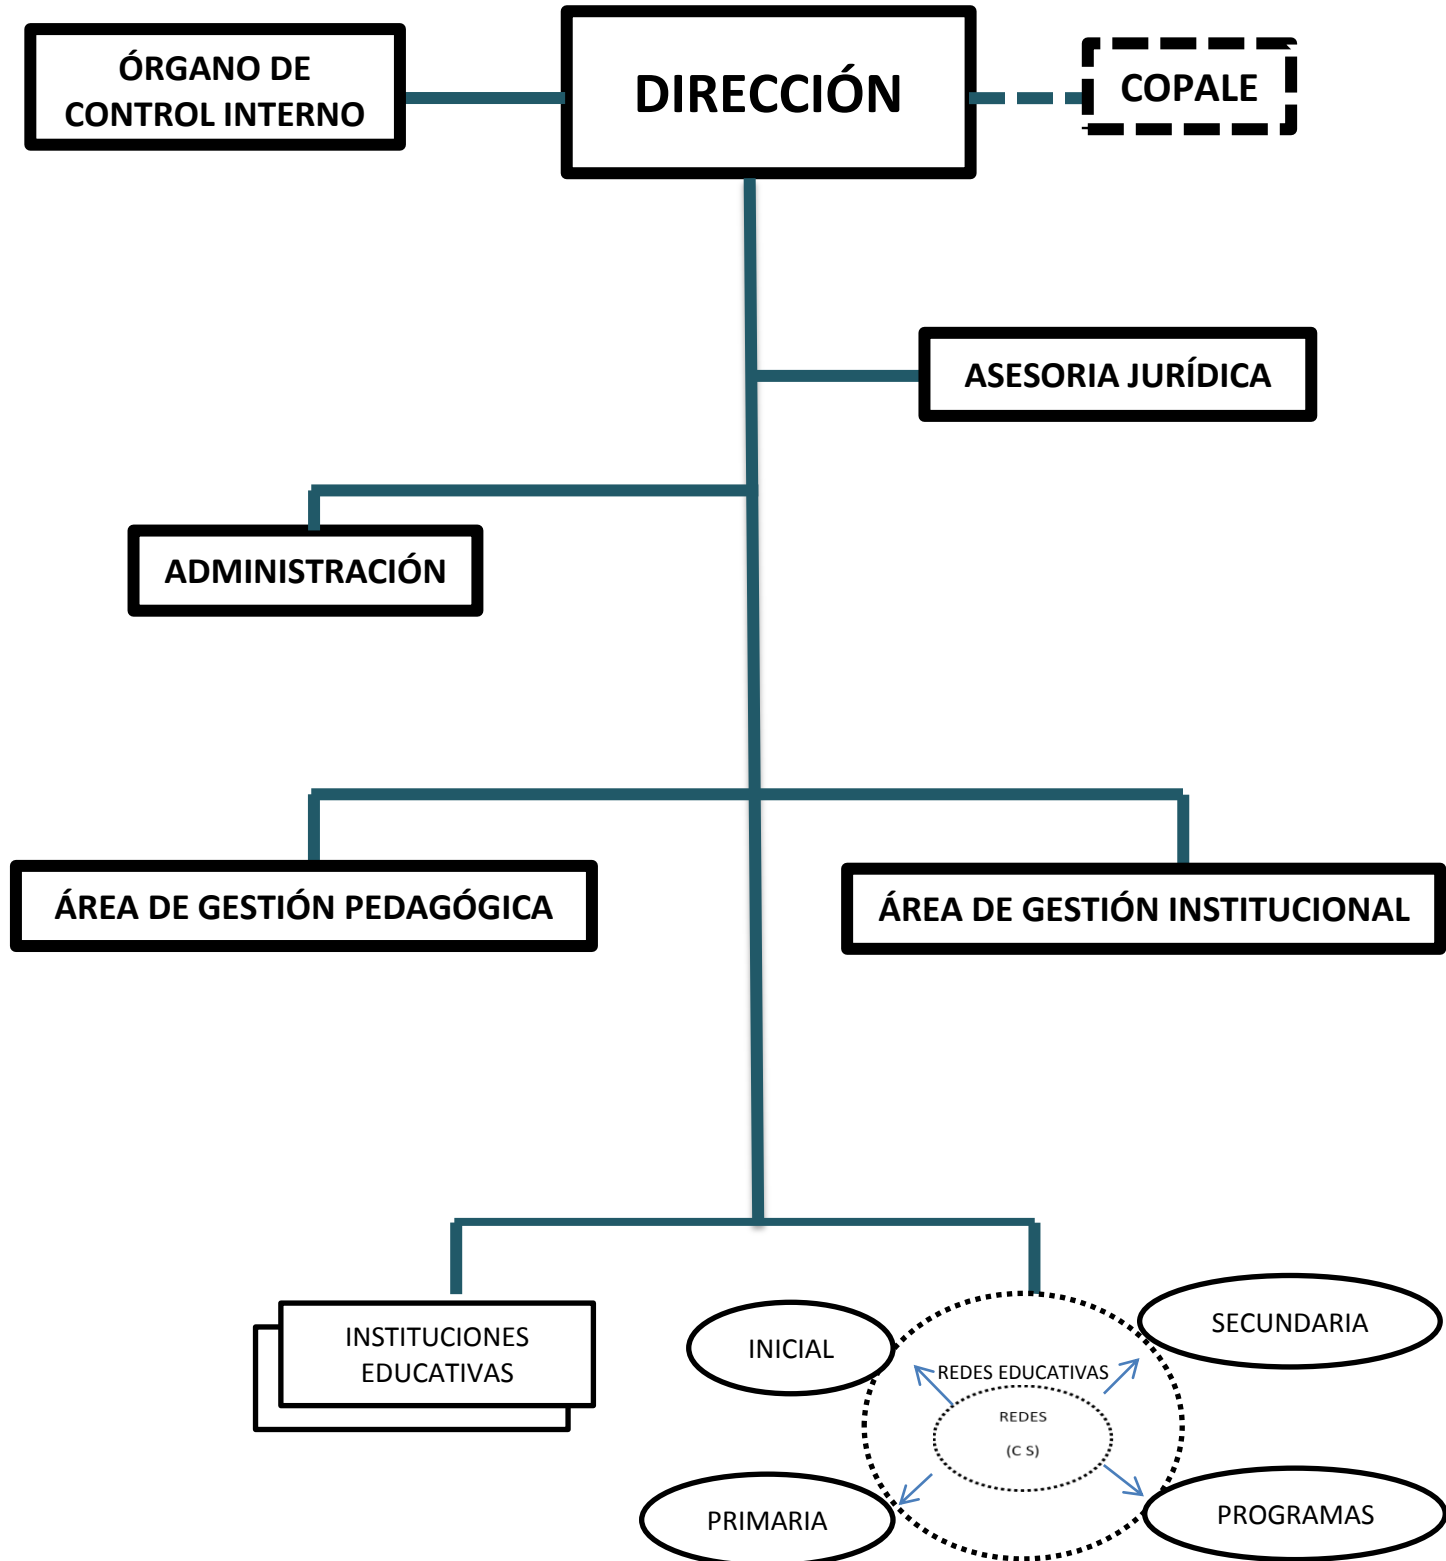 ÓRGANO DE
CONTROL INTERNO
DIRECCIÓN
COPALE
ASESORIA JURÍDICA
ADMINISTRACIÓN
ÁREA DE GESTIÓN PEDAGÓGICA
ÁREA DE GESTIÓN INSTITUCIONAL
INSTITUCIONES
EDUCATIVAS
INICIAL
SECUNDARIA
REDES EDUCATIVAS
REDES
(C S)
PRIMARIA
PROGRAMAS